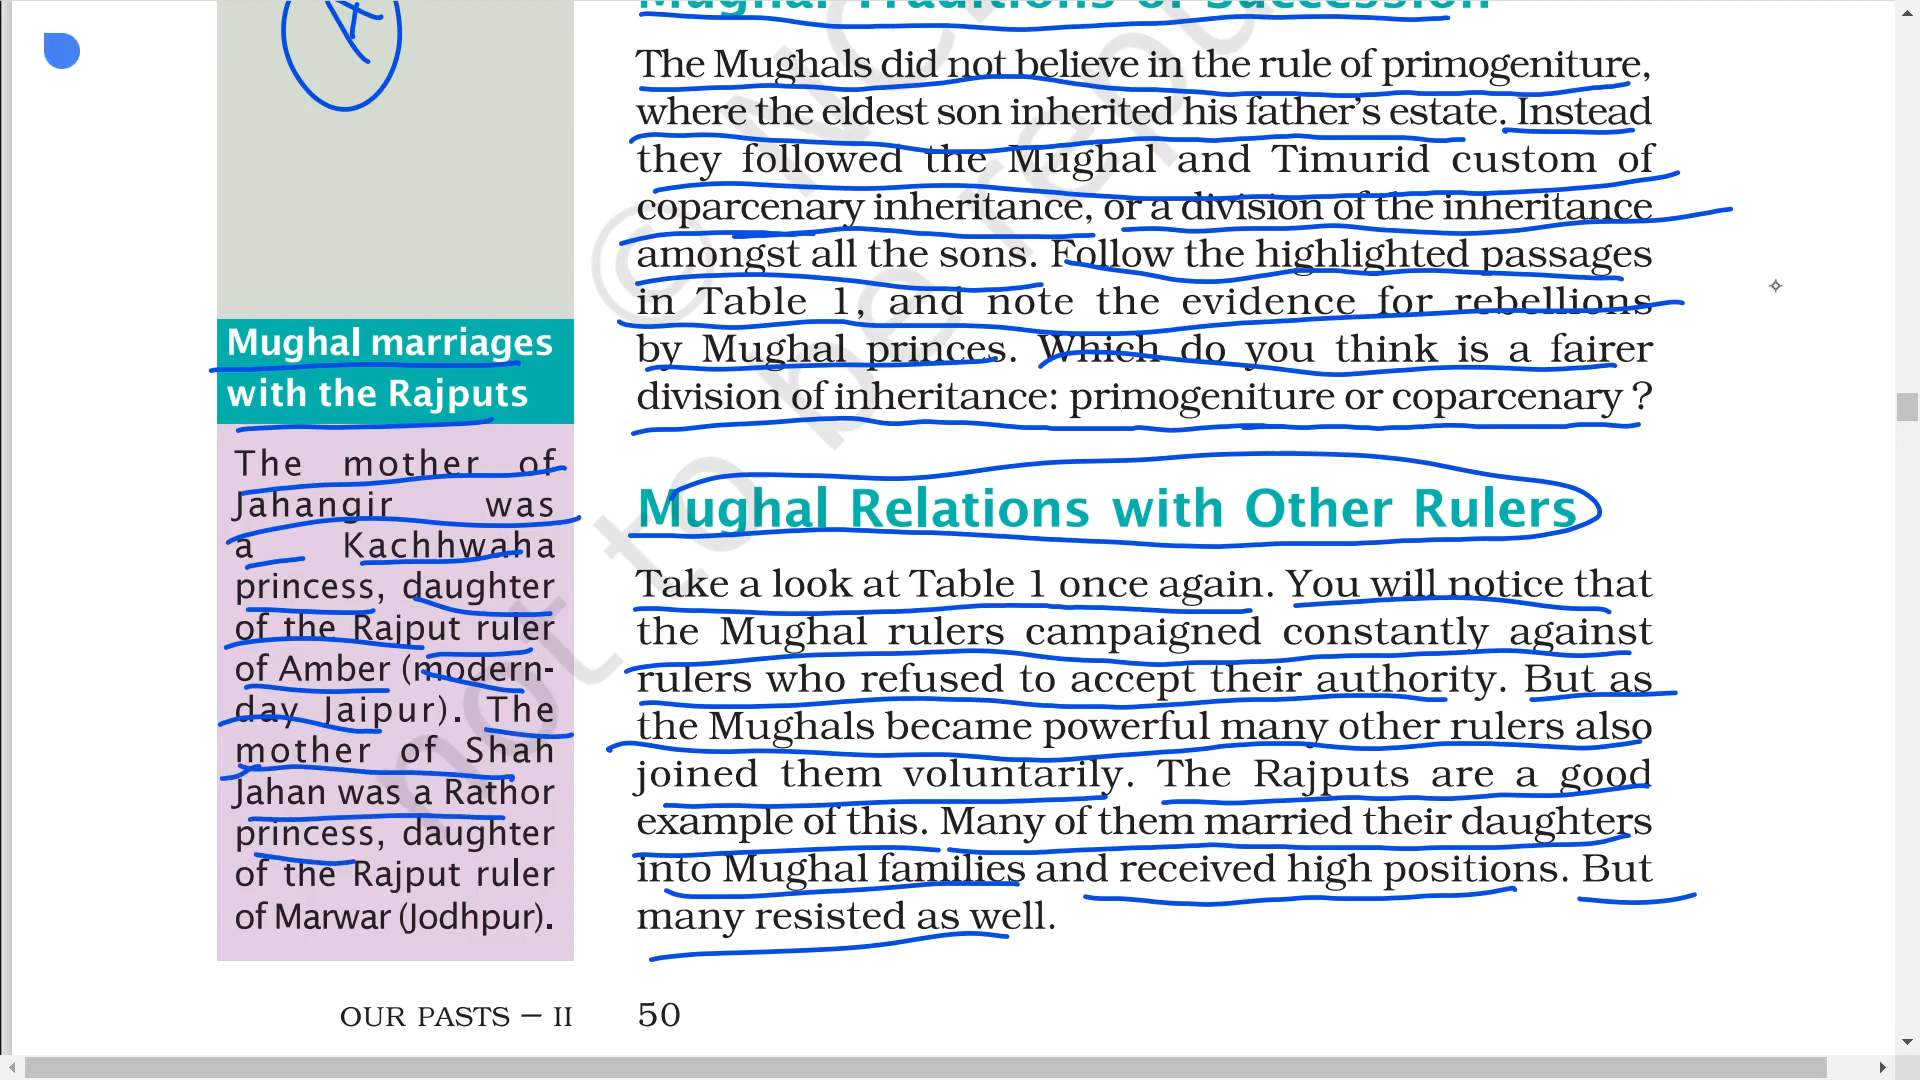 Mughal Traditions of Succession
The Mughals did not believe in the rule of primogeniture,
where the eldest son inherited his father's estate. Instead
they followed the Mughal and Timurid custom of
coparcenary inheritance, or a division of the inheritance
amongst all the sons. Follow the highlighted passages
in Table 1, and note the evidence for rebellions
by Mughal princes. Which do you think is a fairer
division of inheritance: primogeniture or coparcenary ?
Mughal marriages
with the Rajputs
The mother of
Jahangir was
a Kachhwaha
princess, daughter
of the Rajput ruler
of Amber (modern-
day Jaipur). The
mother of Shah
Jahan was a Rathor
princess, daughter
of the Rajput ruler
of Marwar (Jodhpur).
Mughal Relations with Other Rulers
Take a look at Table 1 once again. You will notice that
the Mughal rulers campaigned constantly against
rulers who refused to accept their authority. But as
the Mughals became powerful many other rulers also
joined them voluntarily. The Rajputs are a good
example of this. Many of them married their daughters
into Mughal families and received high positions. But
many resisted as well.
OUR PASTS – II 50
© NC
not to be rep